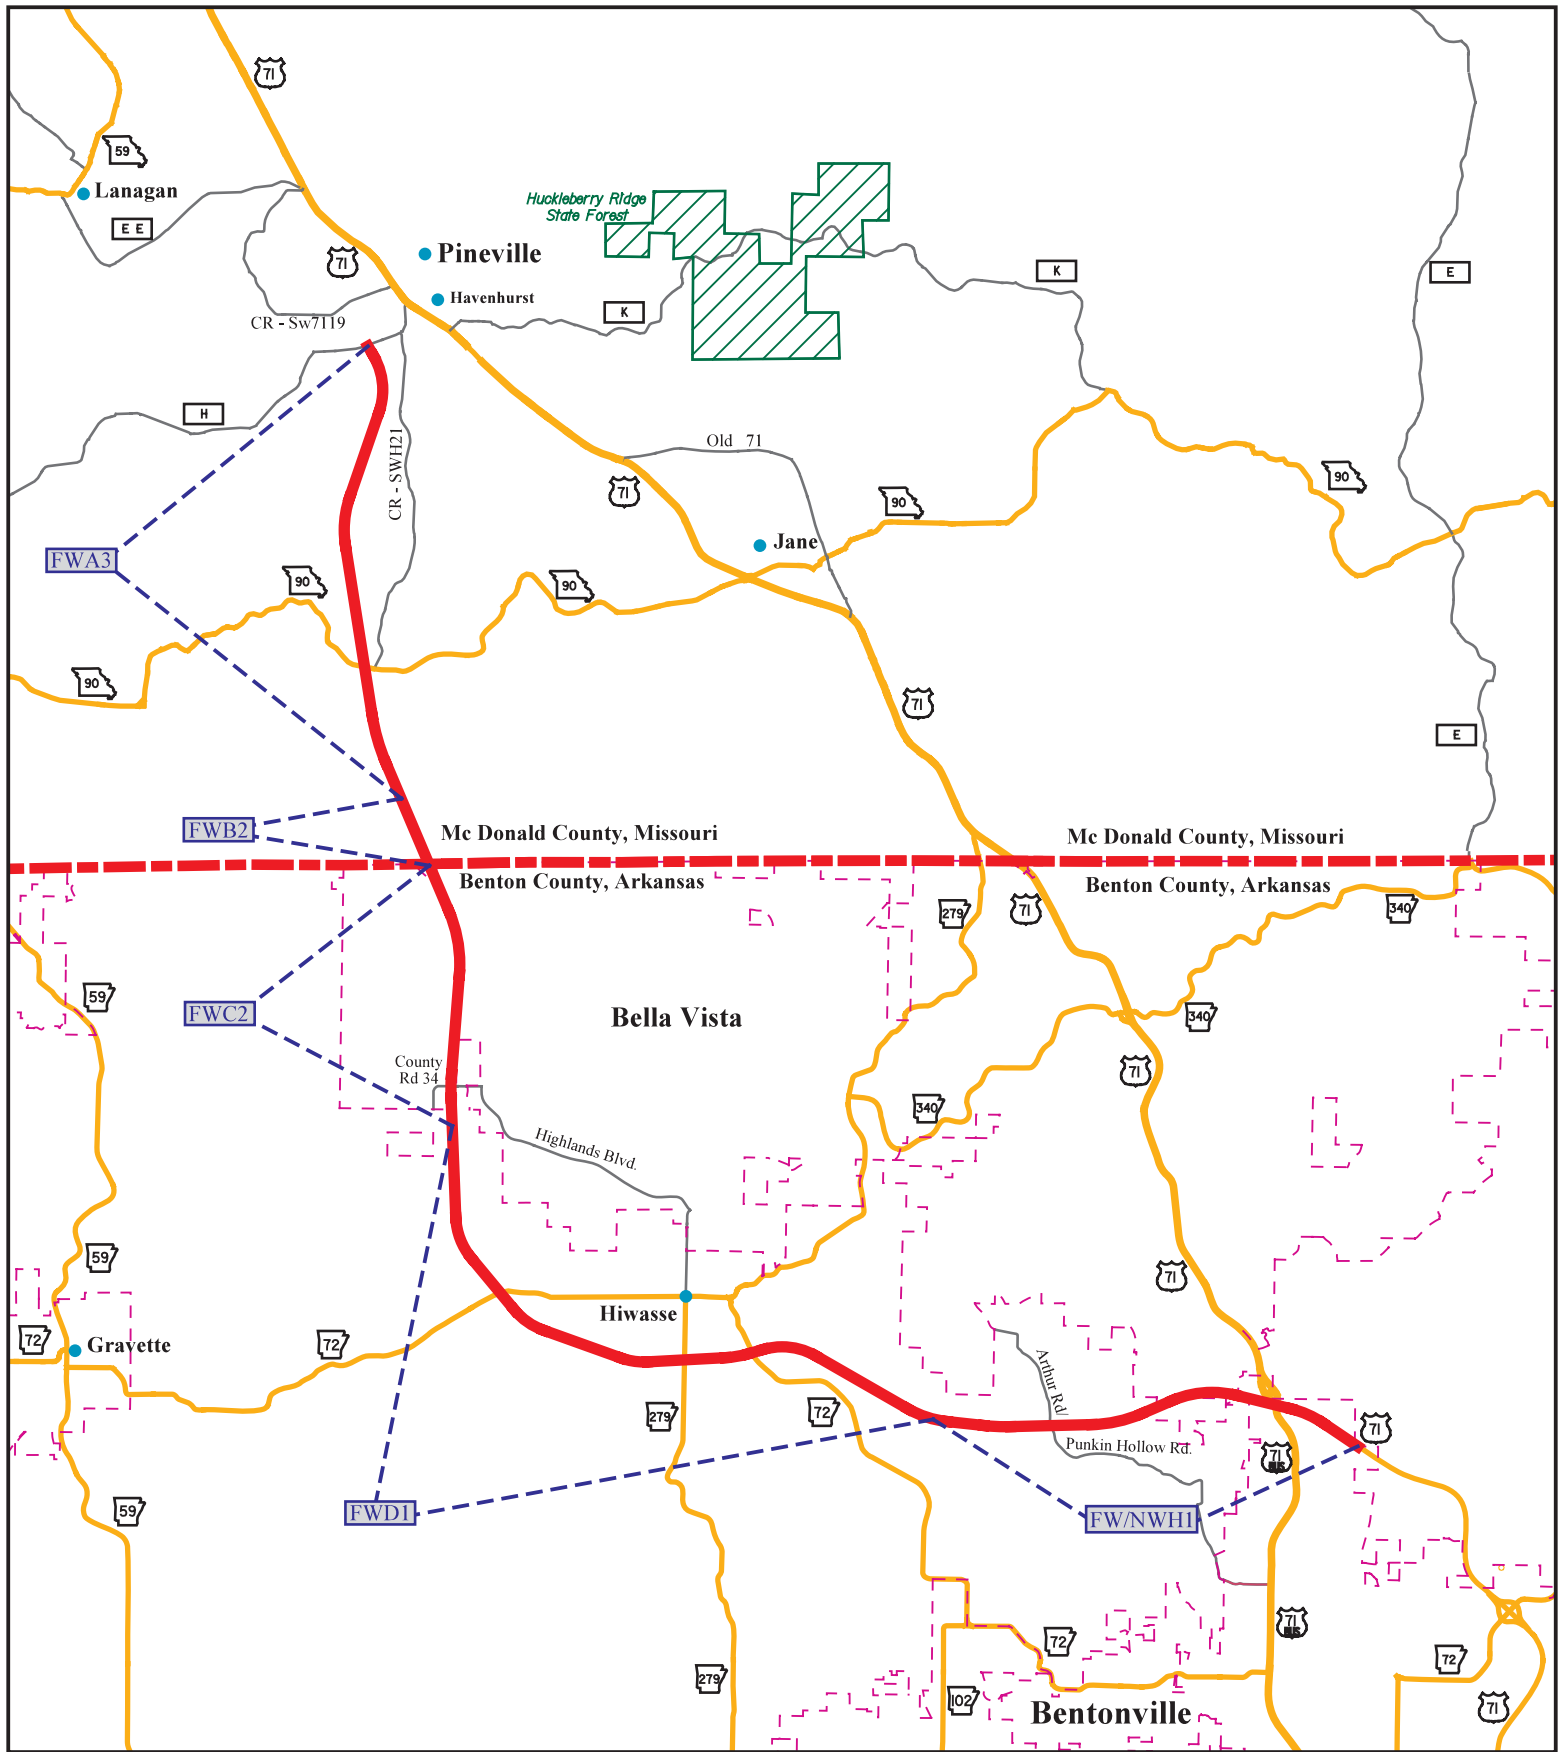 71
59
Lanagan
E E
Huckleberry Ridge
State Forest
71
Pineville
K
E
Havenhurst
K
CR - Sw7119
H
Old 71
CR - SWH21
90
71
90
Jane
FWA3
90
90
90
71
E
FWB2
Mc Donald County, Missouri
Mc Donald County, Missouri
Benton County, Arkansas
Benton County, Arkansas
279
71
340
59
FWC2
Bella Vista
340
County
Rd 34
71
340
Highlands Blvd.
59
71
Hiwasse
72
Gravette
72
Arthur Rd/
Punkin Hollow Rd.
279
72
71
71
BUS
59
FWD1
FW/NWH1
71
BUS
72
72
279
102
Bentonville
71